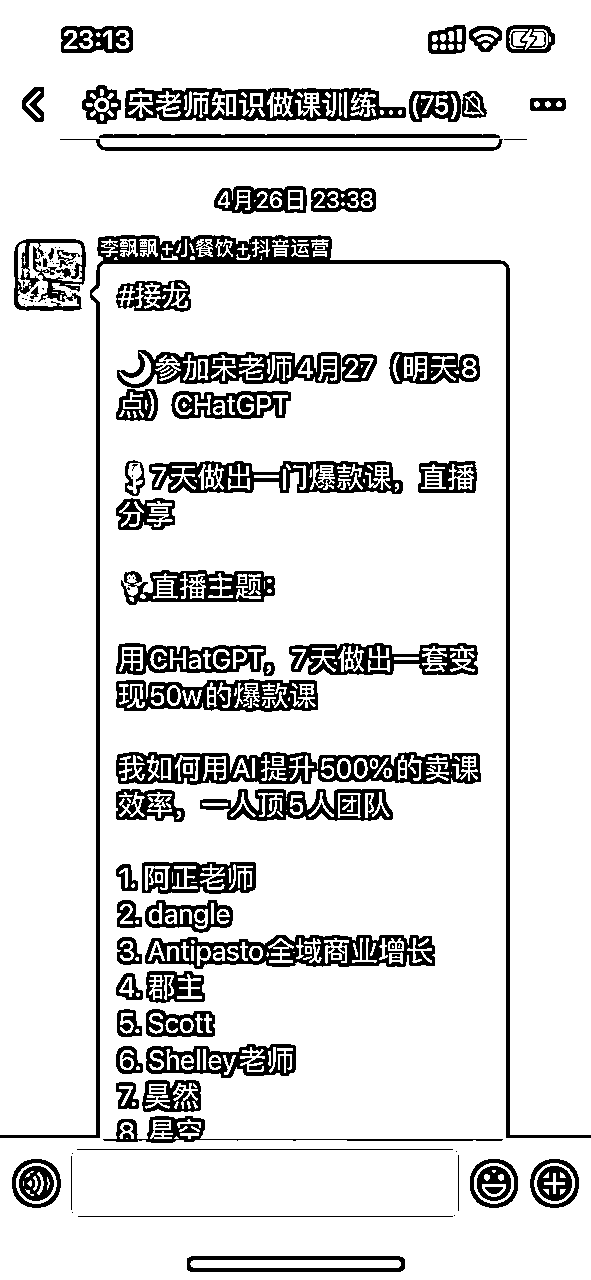 23:13
宋老师知识做课训练...(75)
4月26日 23:38
李飘飘+小餐饮+抖音运营
#接龙
参加宋老师4月27（明天8
点）CHatGPT
7天做出一门爆款课，直播
分享
直播主题：
用CHatGPT，7天做出一套变
现50w的爆款课
我如何用AI提升500%的卖课
效率，一人顶5人团队
1. 阿正老师
2. dangle
3. Antipasto全域商业增长
4. 郡主
5. Scott
6. Shelley老师
7. 昊然
8. 星空